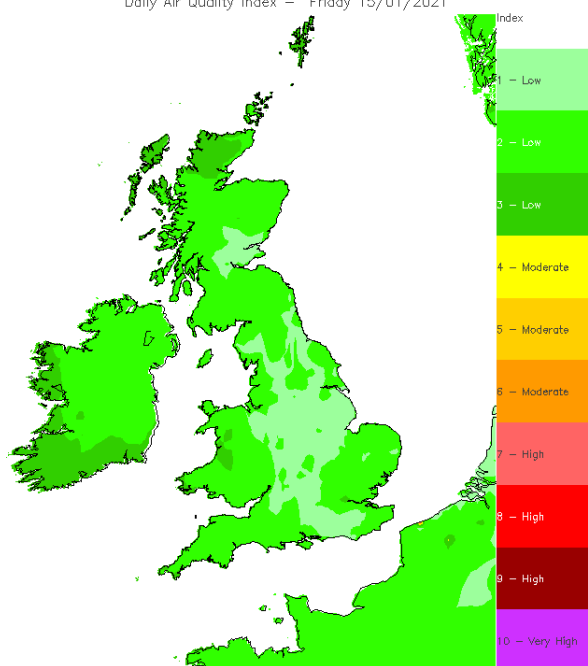 Daily Air Quality Index – Friday 15/01/2021
Index
1 – Low
2 – Low
3 – Low
4 – Moderate
5 – Moderate
6 – Moderate
7 – High
8 – High
9 – High
10 – Very High